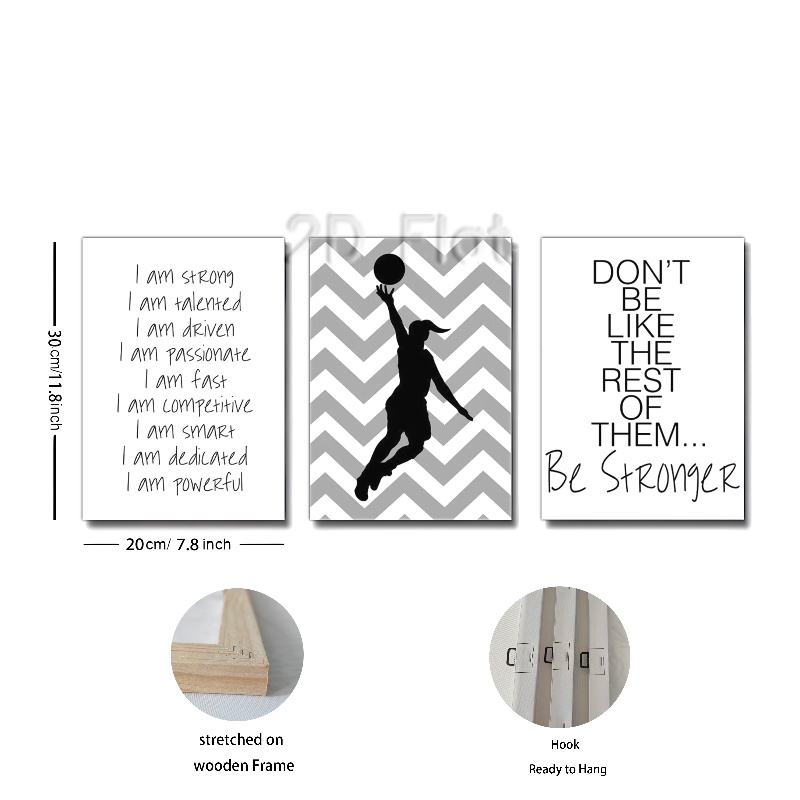 2D Flat
I am strong
I am talented
I am driven
I am passionate
I am fast
I am competitive
I am smart
I am dedicated
I am powerful
DON'T
BE
LIKE
THE
REST
OF
THEM...
Be Stronger
30cm/11.8inch
20cm/ 7.8 inch
stretched on
wooden Frame
Hook
Ready to Hang